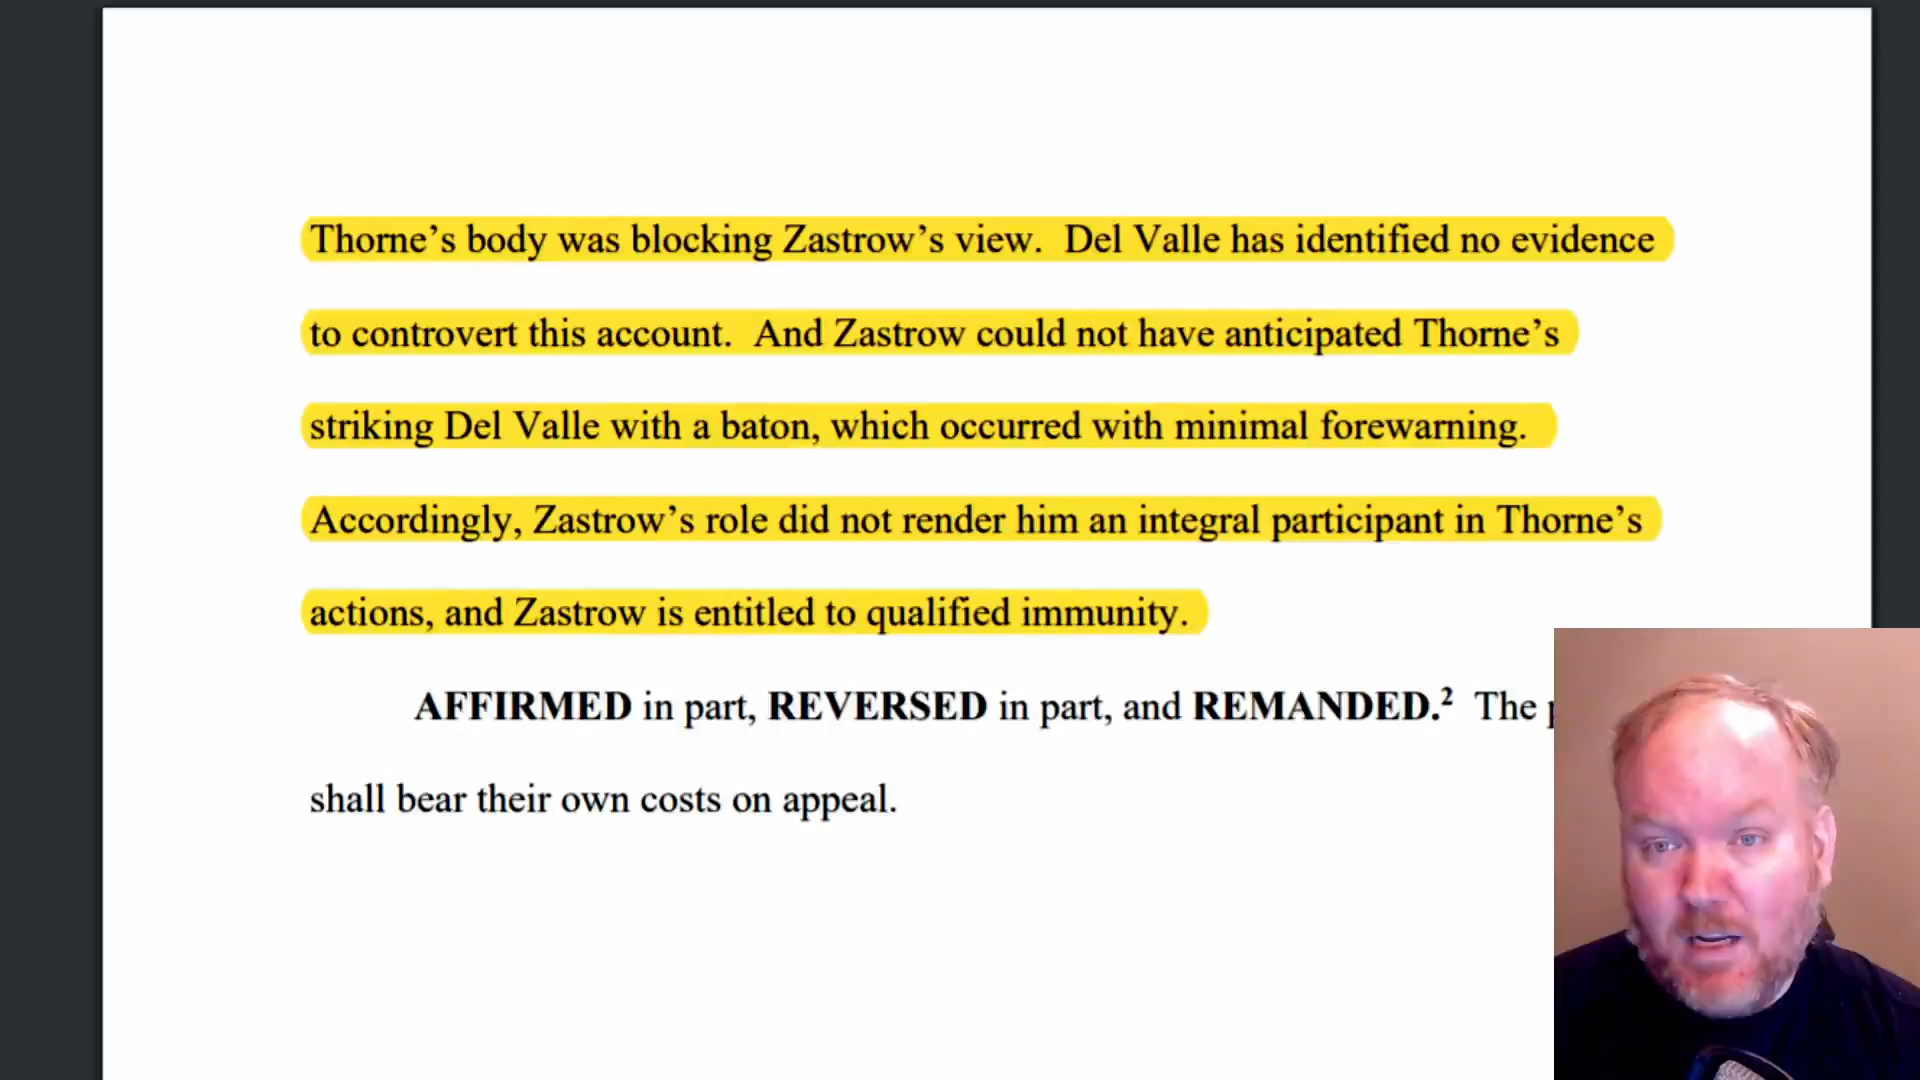 Thorne’s body was blocking Zastrow’s view. Del Valle has identified no evidence
to controvert this account. And Zastrow could not have anticipated Thorne’s
striking Del Valle with a baton, which occurred with minimal forewarning.
Accordingly, Zastrow’s role did not render him an integral participant in Thorne’s
actions, and Zastrow is entitled to qualified immunity.
AFFIRMED in part, REVERSED in part, and REMANDED.² The
shall bear their own costs on appeal.